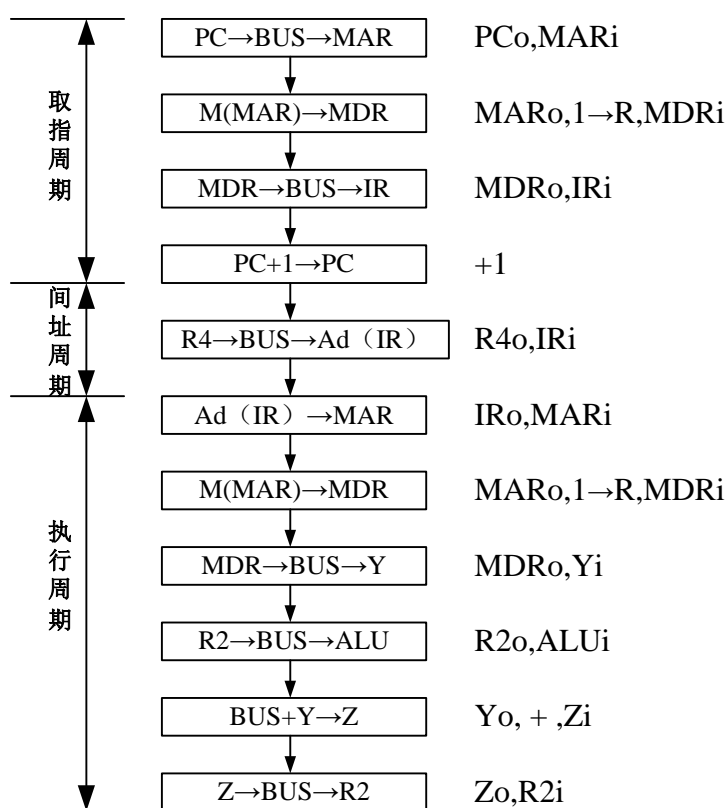 PC→BUS→MAR PCo,MARi
取指周期
M(MAR)→MDR MARo,1→R,MDRi
MDR→BUS→IR MDRo,IRi
PC+1→PC +1
间址周期
R4→BUS→Ad（IR） R4o,IRi
Ad（IR）→MAR IRo,MARi
M(MAR)→MDR MARo,1→R,MDRi
执行周期
MDR→BUS→Y MDRo,Yi
R2→BUS→ALU R2o,ALUi
BUS+Y→Z Yo, + ,Zi
Z→BUS→R2 Zo,R2i